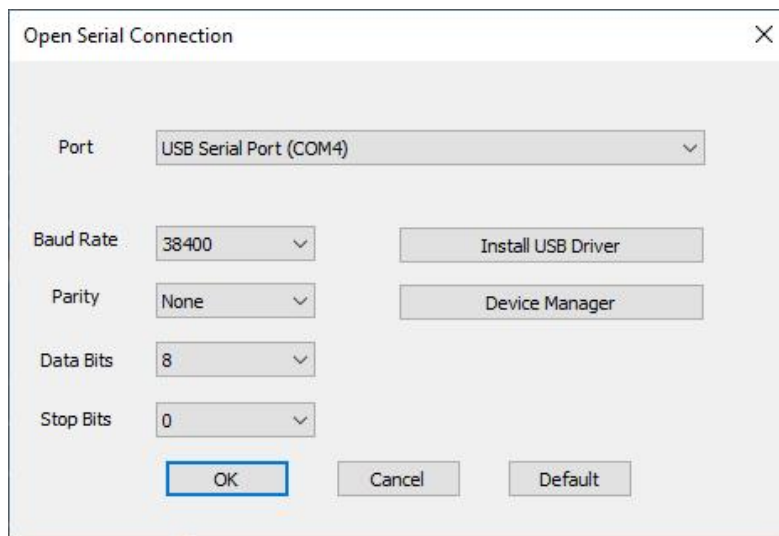 Open Serial Connection
Port
USB Serial Port (COM4)
Baud Rate
38400
Install USB Driver
Parity
None
Device Manager
Data Bits
8
Stop Bits
0
OK
Cancel
Default